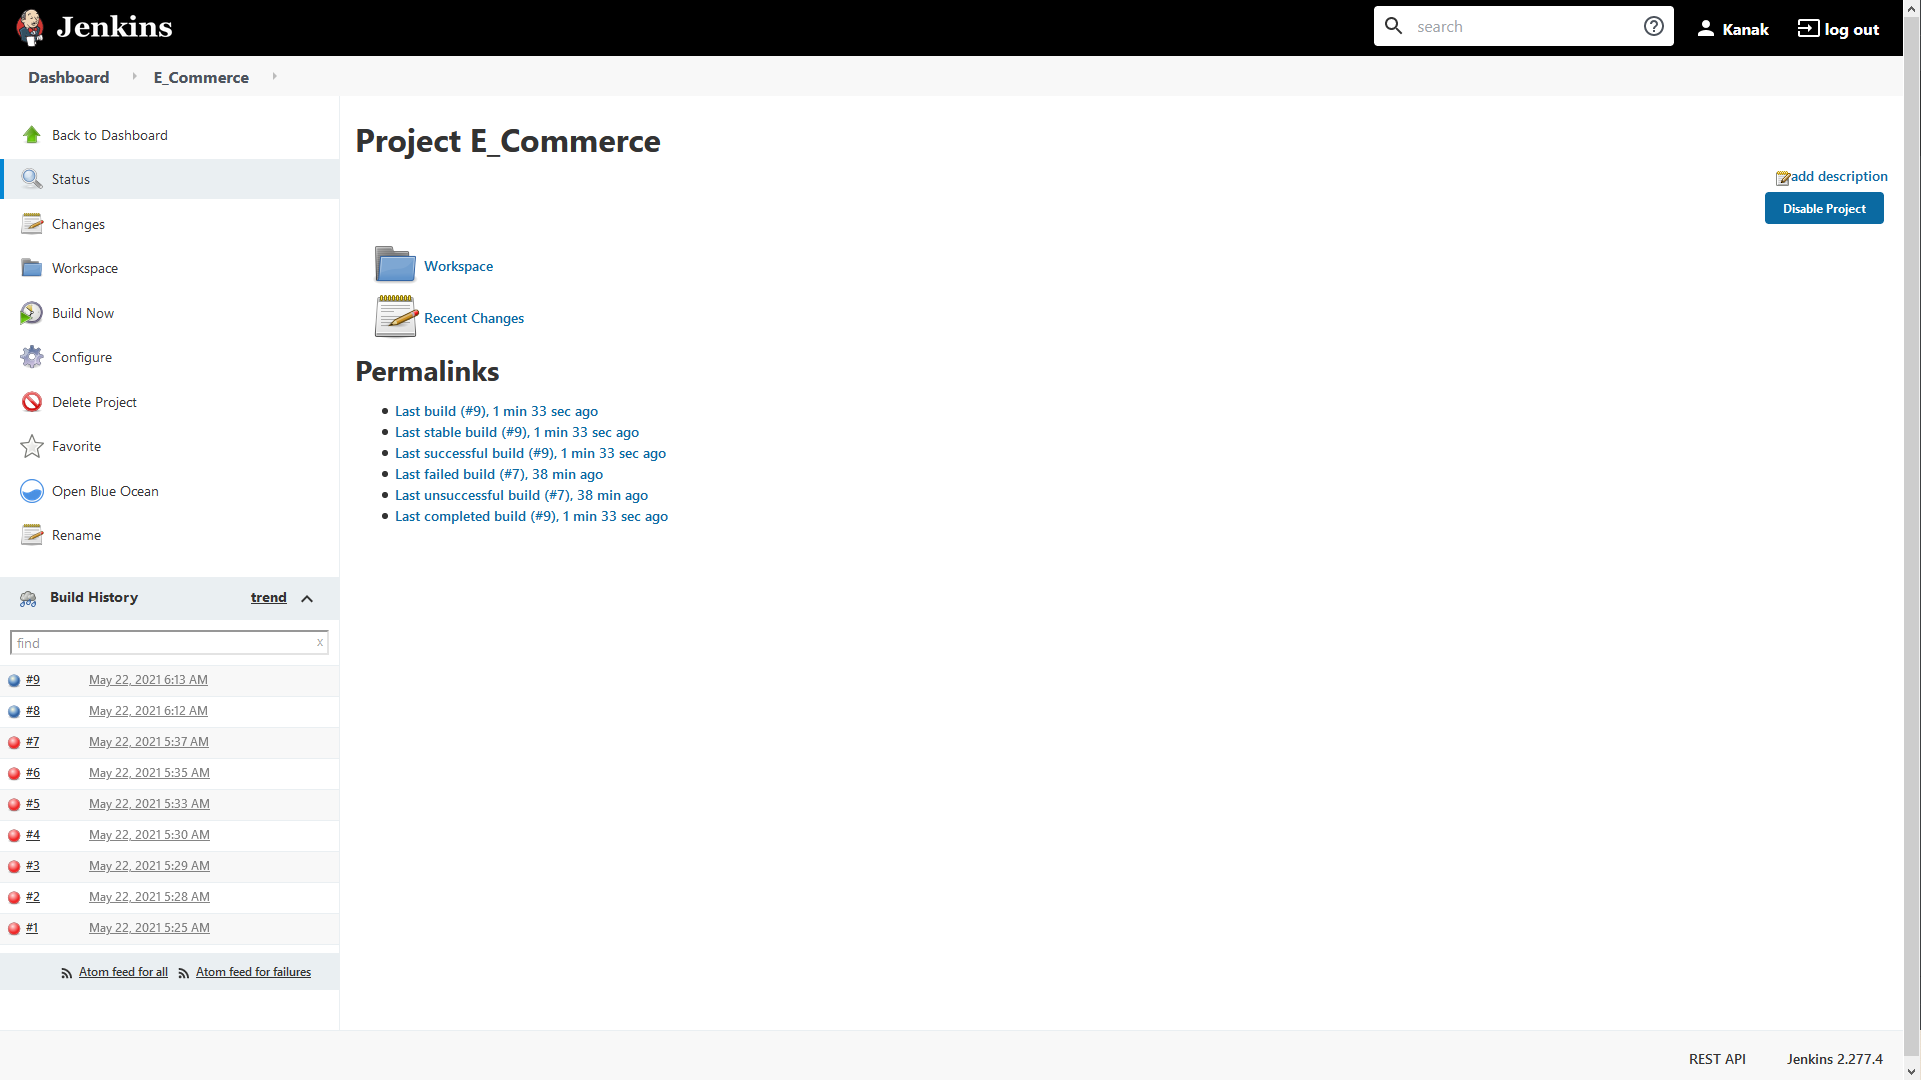 Jenkins
search
Kanak
log out
Dashboard
E_Commerce
Back to Dashboard
Status
Changes
Workspace
Build Now
Configure
Delete Project
Favorite
Open Blue Ocean
Rename
Build History
trend
find
x
#9 May 22, 2021 6:13 AM
#8 May 22, 2021 6:12 AM
#7 May 22, 2021 5:37 AM
#6 May 22, 2021 5:35 AM
#5 May 22, 2021 5:33 AM
#4 May 22, 2021 5:30 AM
#3 May 22, 2021 5:29 AM
#2 May 22, 2021 5:28 AM
#1 May 22, 2021 5:25 AM
Atom feed for all
Atom feed for failures
Project E_Commerce
add description
Disable Project
Workspace
Recent Changes
Permalinks
Last build (#9), 1 min 33 sec ago
Last stable build (#9), 1 min 33 sec ago
Last successful build (#9), 1 min 33 sec ago
Last failed build (#7), 38 min ago
Last unsuccessful build (#7), 38 min ago
Last completed build (#9), 1 min 33 sec ago
REST API
Jenkins 2.277.4